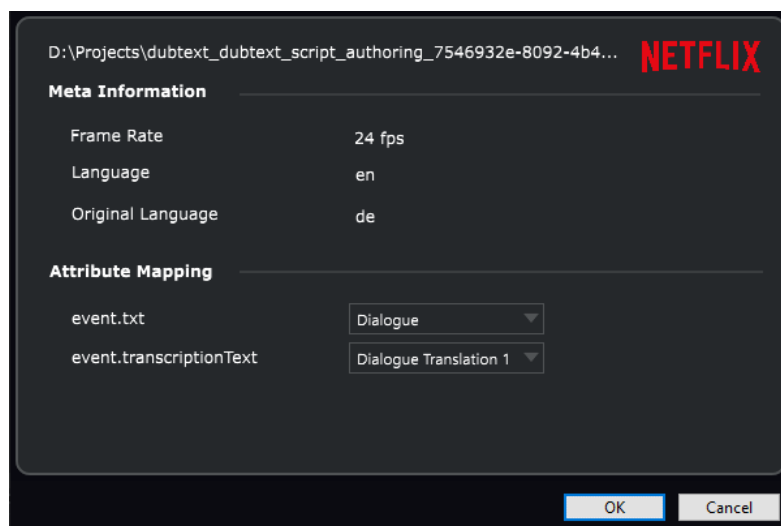 D:\Projects\dubtext_dubtext_script_authoring_7546932e-8092-4b4...
NETFLIX
Meta Information
Frame Rate 24 fps
Language en
Original Language de
Attribute Mapping
event.txt Dialogue
event.transcriptionText Dialogue Translation 1
OK Cancel